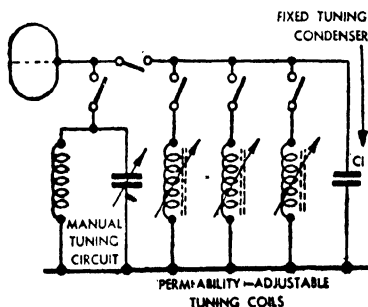 FIXED TUNING
CONDENSER
C1
MANUAL
TUNING
CIRCUIT
PERMEABILITY—ADJUSTABLE
TUNING COILS